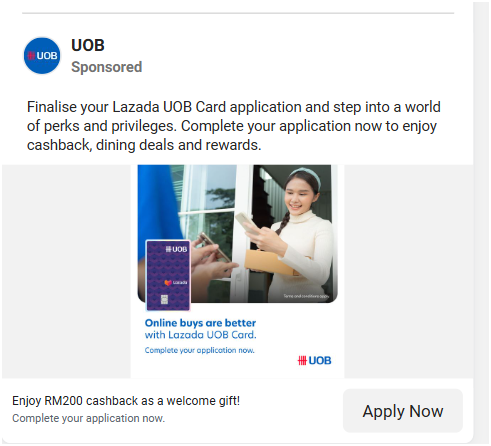 UOB
UOB
Sponsored
Finalise your Lazada UOB Card application and step into a world
of perks and privileges. Complete your application now to enjoy
cashback, dining deals and rewards.
UOB
Lazada
Terms and conditions apply.
Online buys are better
with Lazada UOB Card.
Complete your application now.
UOB
Enjoy RM200 cashback as a welcome gift!
Complete your application now.
Apply Now